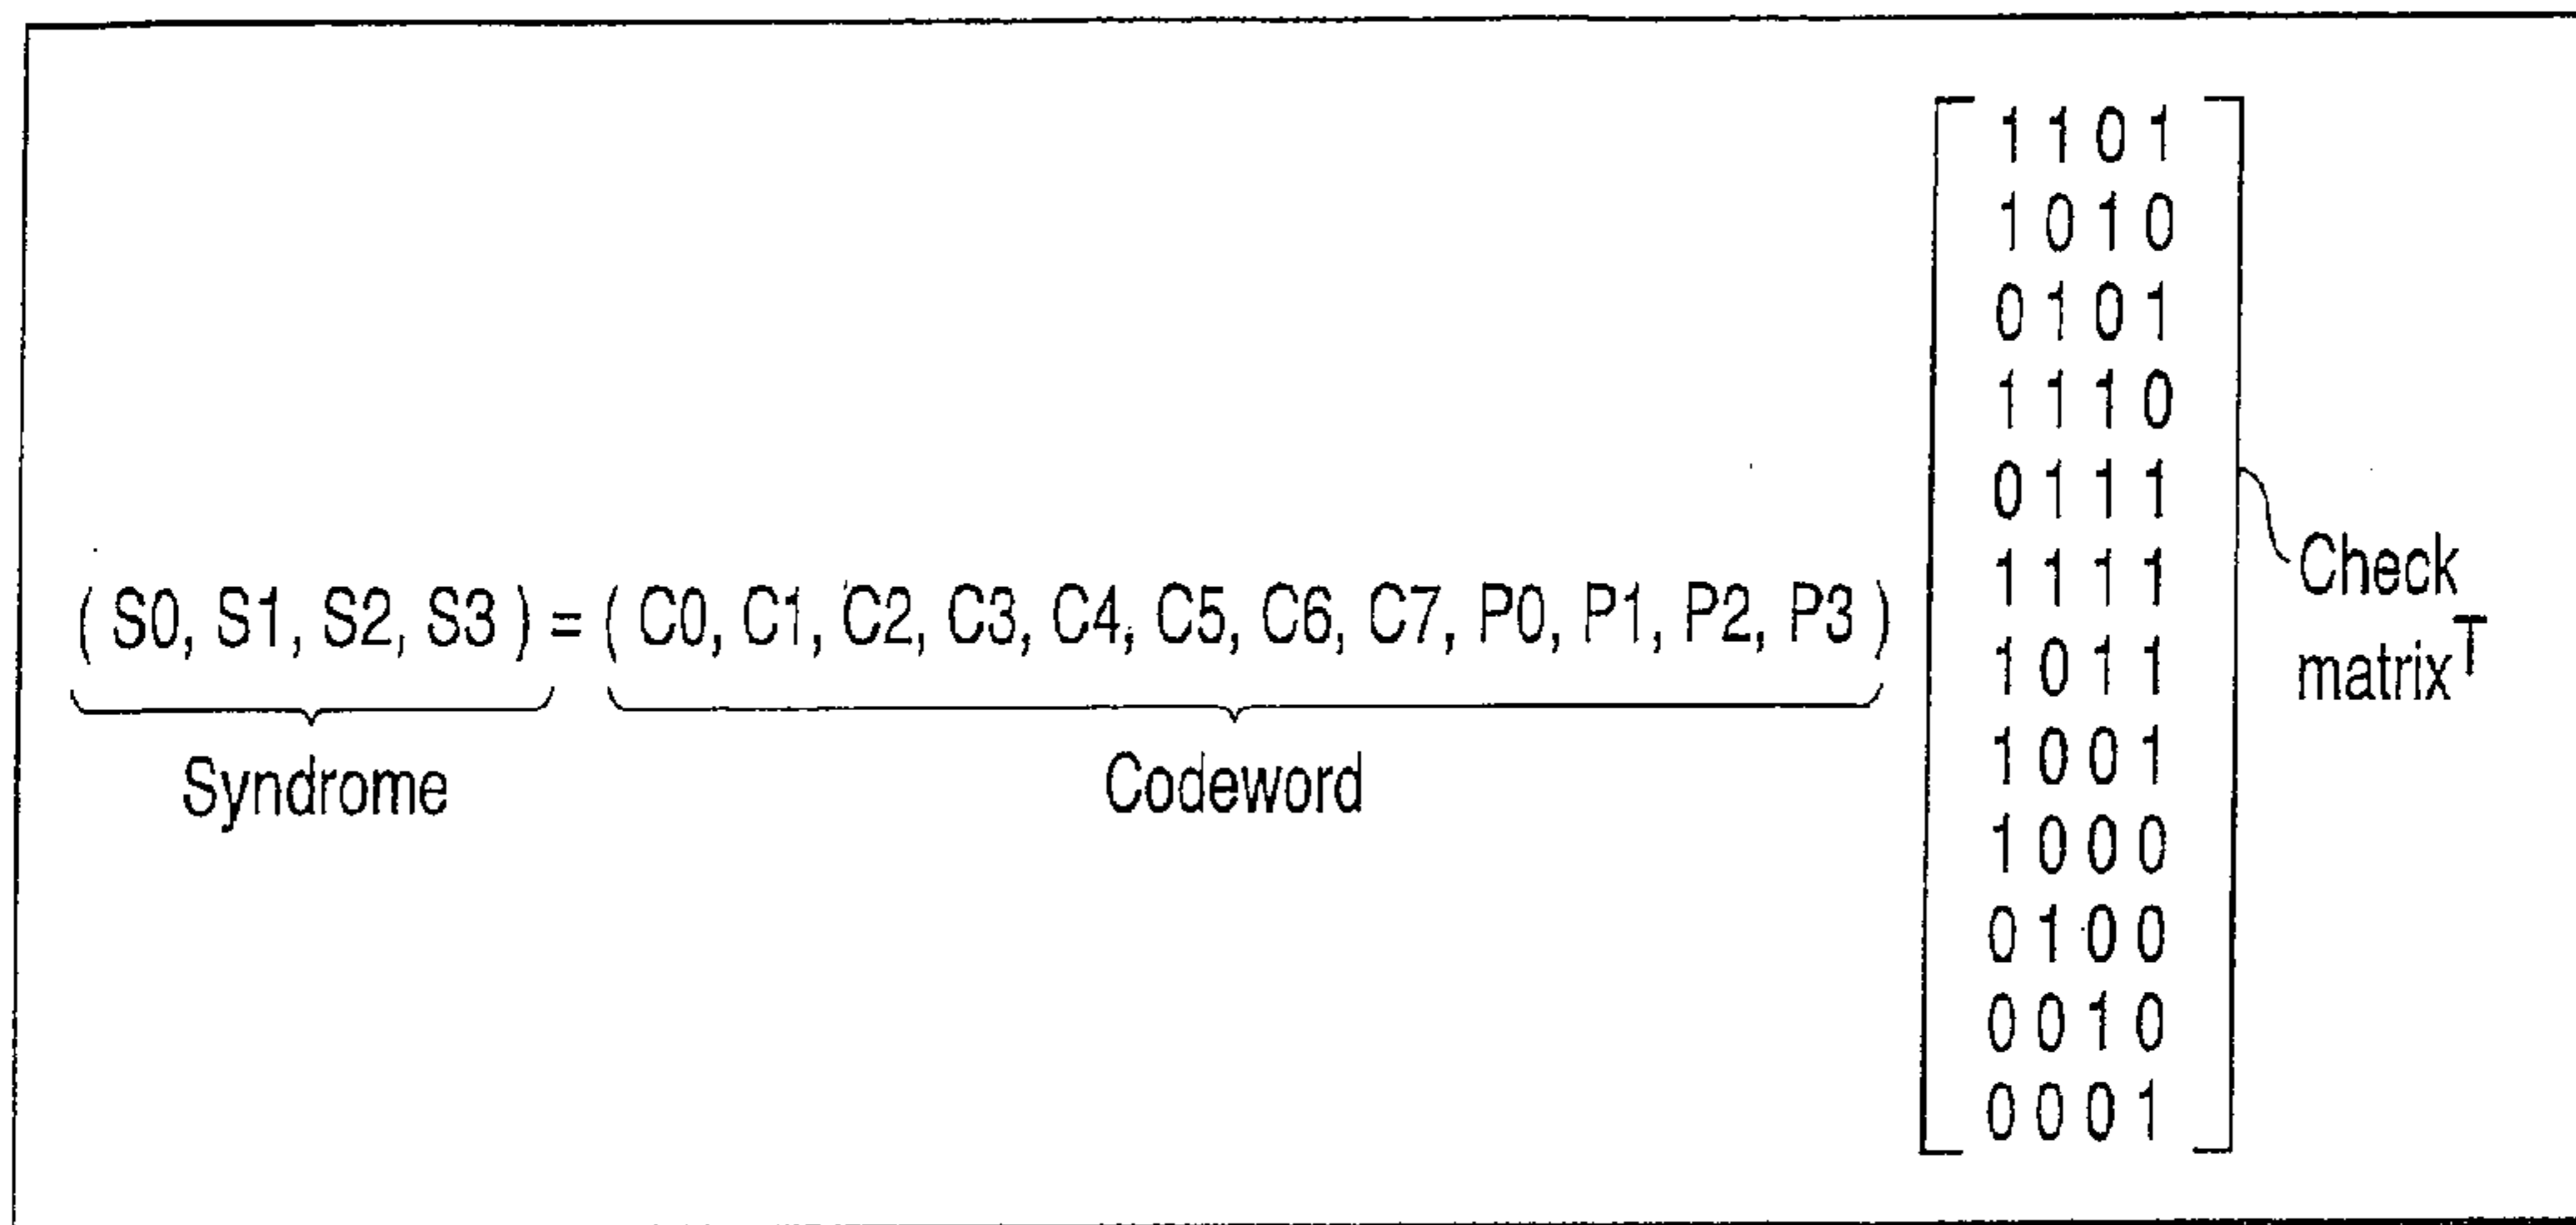 ( S0, S1, S2, S3 ) = ( C0, C1, C2, C3, C4, C5, C6, C7, P0, P1, P2, P3 )
Syndrome
Codeword
1 1 0 1
1 0 1 0
0 1 0 1
1 1 1 0
0 1 1 1
1 1 1 1
1 0 1 1
1 0 0 1
1 0 0 0
0 1 0 0
0 0 1 0
0 0 0 1
Check
matrix^T